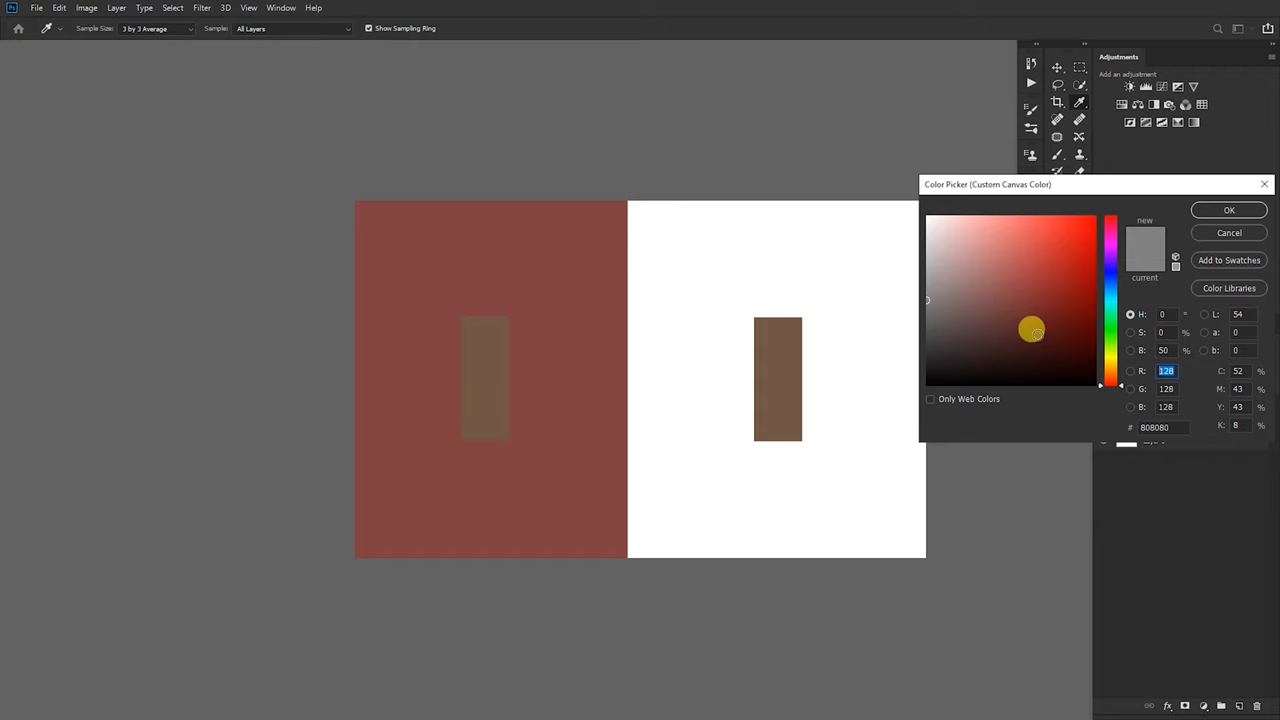 Ps File Edit Image Layer Type Select Filter 3D View Window Help
Sample Size: 3 by 3 Average Sample: All Layers Show Sampling Ring
Adjustments
Add an adjustment
Color Picker (Custom Canvas Color)
new
current
OK
Cancel
Add to Swatches
Color Libraries
H: 0 ° L: 54
S: 0 % a: 0
B: 50 % b: 0
R: 128 C: 52 %
G: 128 M: 43 %
B: 128 Y: 43 %
# 808080 K: 8 %
Only Web Colors
fx